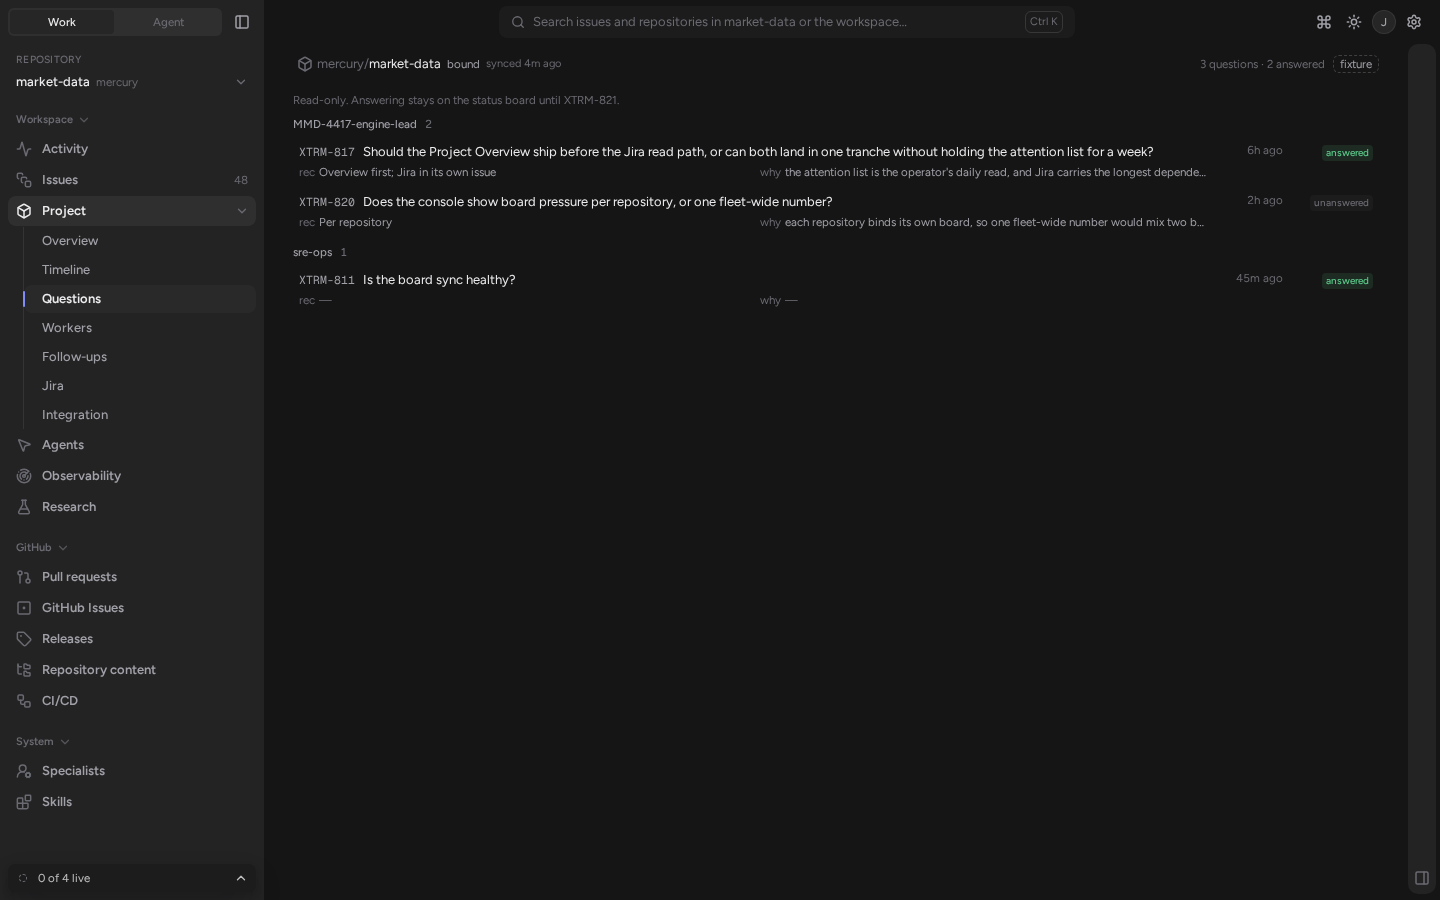 Work
Agent
Search issues and repositories in market-data or the workspace...
Ctrl K
J
REPOSITORY
market-data mercury
Workspace
Activity
Issues 48
Project
Overview
Timeline
Questions
Workers
Follow-ups
Jira
Integration
Agents
Observability
Research
GitHub
Pull requests
GitHub Issues
Releases
Repository content
CI/CD
System
Specialists
Skills
0 of 4 live
mercury/market-data bound synced 4m ago
3 questions · 2 answered fixture
Read-only. Answering stays on the status board until XTRM-821.
MMD-4417-engine-lead 2
XTRM-817 Should the Project Overview ship before the Jira read path, or can both land in one tranche without holding the attention list for a week? 6h ago answered
rec Overview first; Jira in its own issue why the attention list is the operator's daily read, and Jira carries the longest depende...
XTRM-820 Does the console show board pressure per repository, or one fleet-wide number? 2h ago unanswered
rec Per repository why each repository binds its own board, so one fleet-wide number would mix two b...
sre-ops 1
XTRM-811 Is the board sync healthy? 45m ago answered
rec — why —